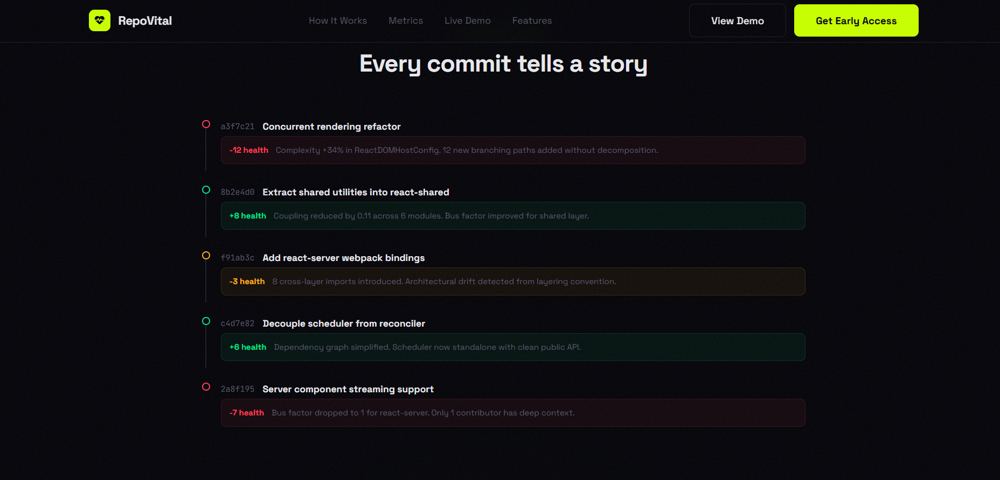 RepoVital
How It Works
Metrics
Live Demo
Features
View Demo
Get Early Access
Every commit tells a story
a3f7c21 Concurrent rendering refactor
-12 health Complexity +34% in ReactDOMHostConfig. 12 new branching paths added without decomposition.
8b2e4d0 Extract shared utilities into react-shared
+8 health Coupling reduced by 0.11 across 6 modules. Bus factor improved for shared layer.
f91ab3c Add react-server webpack bindings
-3 health 8 cross-layer imports introduced. Architectural drift detected from layering convention.
c4d7e82 Decouple scheduler from reconciler
+6 health Dependency graph simplified. Scheduler now standalone with clean public API.
2a8f195 Server component streaming support
-7 health Bus factor dropped to 1 for react-server. Only 1 contributor has deep context.